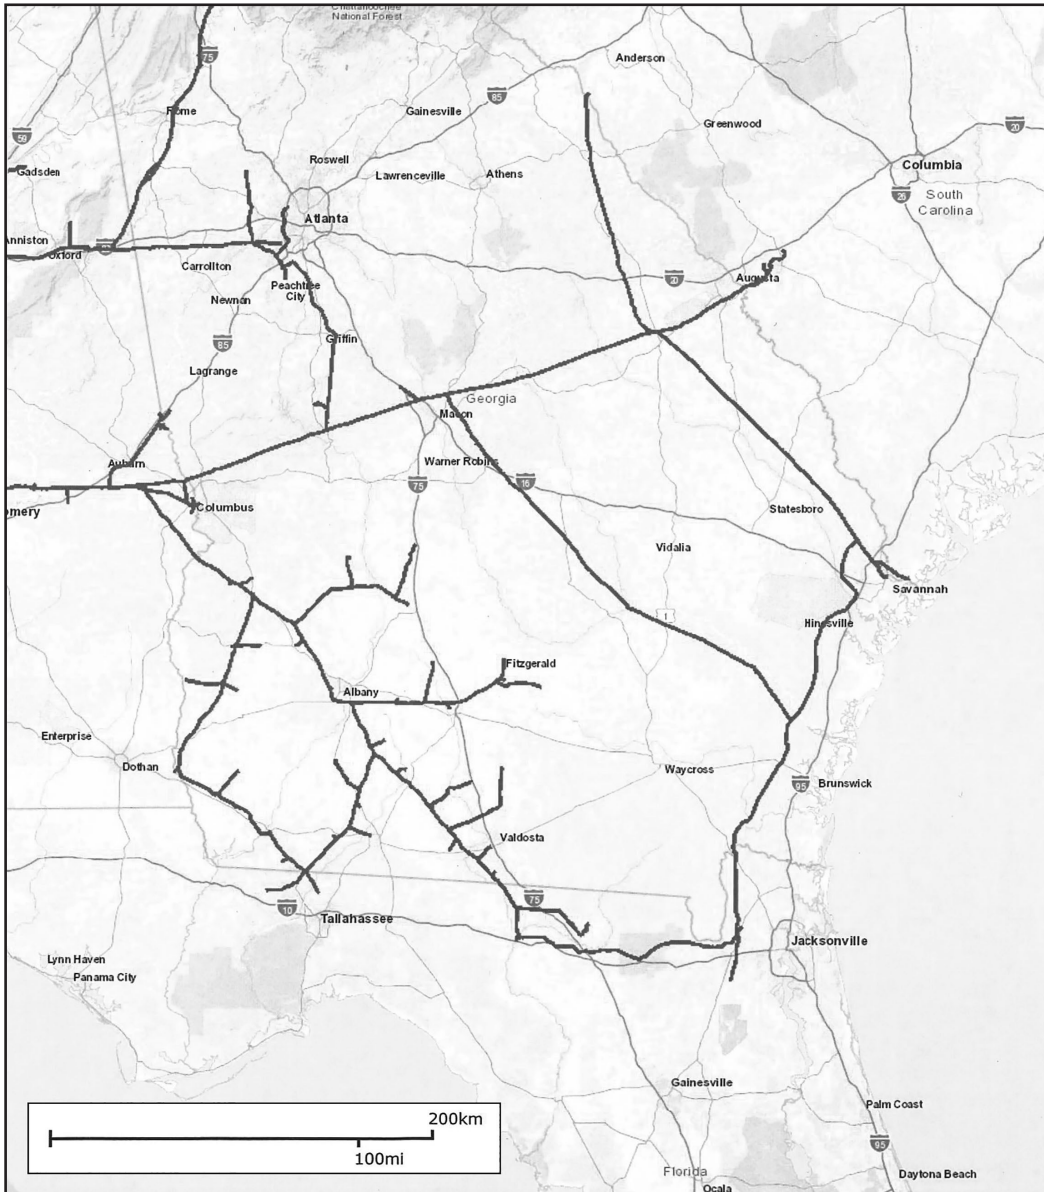 Chattahoochee
National Forest
75
Anderson
Rome
Gainesville
85
59
Greenwood
20
Roswell
Columbia
Gadsden
Lawrenceville
Athens
26
South
Carolina
Atlanta
Anniston
Oxford
Carrollton
20
Augusta
Newnan
Peachtree
City
85
Griffin
Lagrange
Georgia
Macon
Auburn
Warner Robins
75
16
omery
Columbus
Statesboro
Vidalia
Savannah
1
Hinesville
Fitzgerald
Albany
Enterprise
Dothan
Waycross
95
Brunswick
Valdosta
75
10
Tallahassee
Jacksonville
Lynn Haven
Panama City
Gainesville
Palm Coast
200km
100mi
95
Florida
Daytona Beach
Ocala